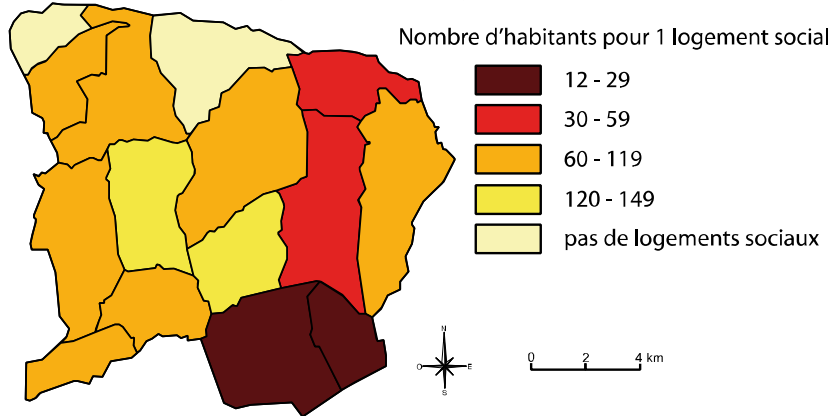 Nombre d'habitants pour 1 logement social
12 - 29
30 - 59
60 - 119
120 - 149
pas de logements sociaux
N
O E
S
0 2 4 km